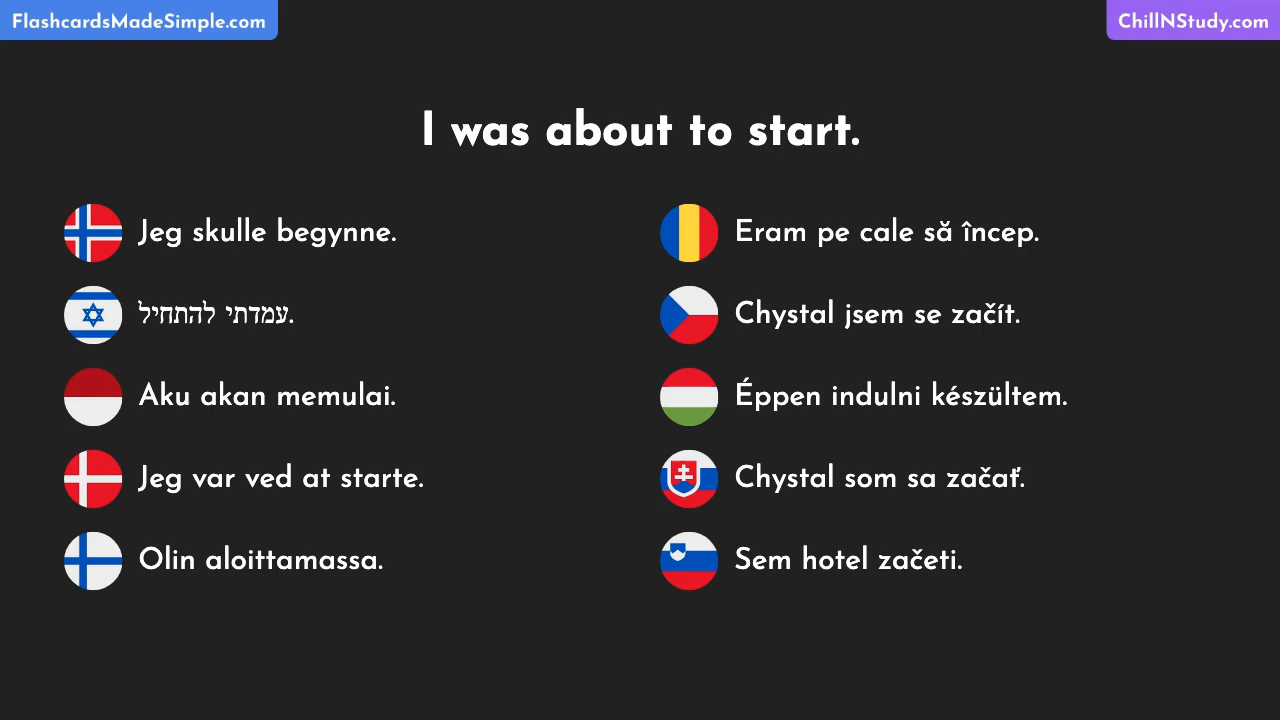 FlashcardsMadeSimple.com
ChillNStudy.com
I was about to start.
Jeg skulle begynne.
עמדתי להתחיל.
Aku akan memulai.
Jeg var ved at starte.
Olin aloittamassa.
Eram pe cale să încep.
Chystal jsem se začít.
Éppen indulni készültem.
Chystal som sa začať.
Sem hotel začeti.